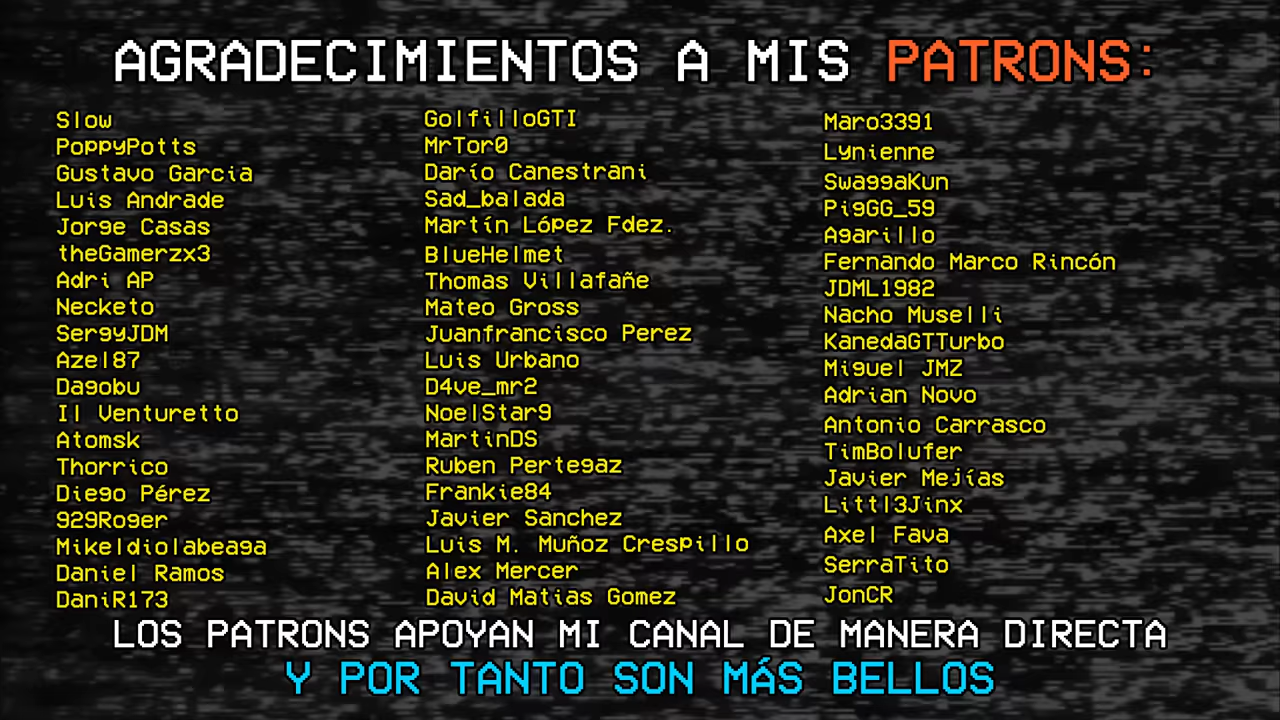 AGRADECIMIENTOS A MIS PATRONS:
Slow
PoppyPotts
Gustavo Garcia
Luis Andrade
Jorge Casas
theGamerzx3
Adri AP
Necketo
SergyJDM
Azel87
Dagobu
Il Venturetto
Atomsk
Thorrico
Diego Pérez
929Roger
Mikeldiolabeaga
Daniel Ramos
DaniR173
GolfilloGTI
MrTor0
Darío Canestrani
Sad_balada
Martín López Fdez.
BlueHelmet
Thomas Villafañe
Mateo Gross
Juanfrancisco Perez
Luis Urbano
D4ve_mr2
NoelStar9
MartinDS
Ruben Pertegaz
Frankie84
Javier Sanchez
Luis M. Muñoz Crespillo
Alex Mercer
David Matias Gomez
Maro3391
Lynienne
SwaggaKun
PigGG_59
Agarillo
Fernando Marco Rincón
JDML1982
Nacho Muselli
KanedaGTTurbo
Miguel JMZ
Adrian Novo
Antonio Carrasco
TimBolufer
Javier Mejías
Littl3Jinx
Axel Fava
SerraTito
JonCR
LOS PATRONS APOYAN MI CANAL DE MANERA DIRECTA
Y POR TANTO SON MÁS BELLOS